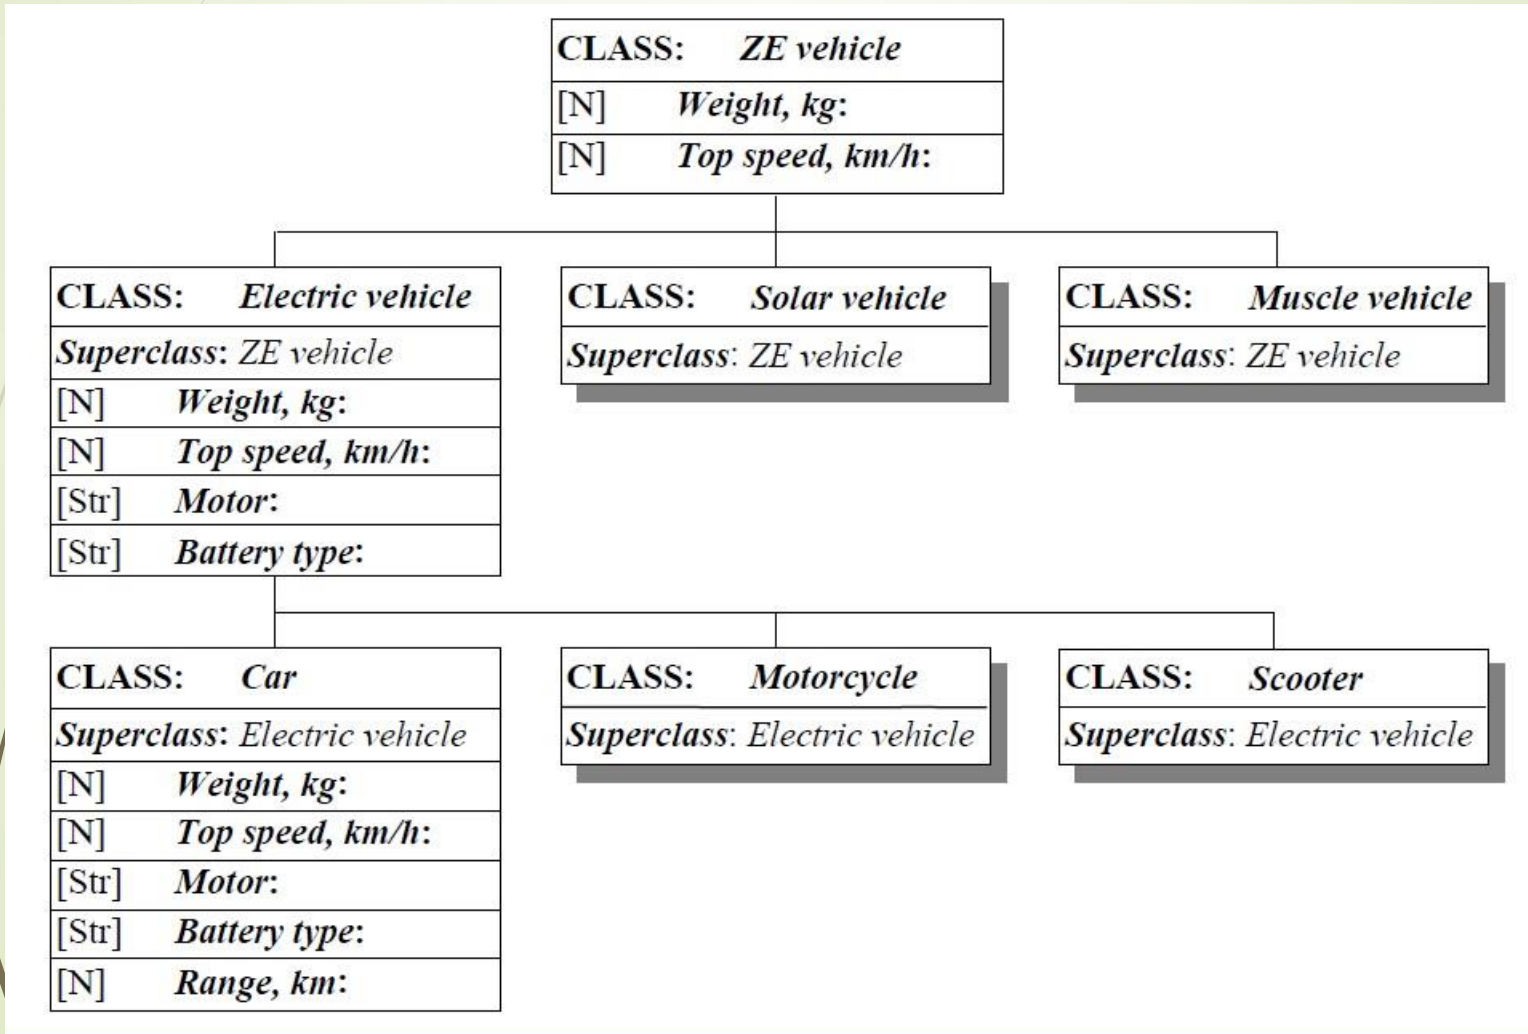 CLASS: ZE vehicle
[N] Weight, kg:
[N] Top speed, km/h:
CLASS: Electric vehicle
Superclass: ZE vehicle
[N] Weight, kg:
[N] Top speed, km/h:
[Str] Motor:
[Str] Battery type:
CLASS: Solar vehicle
Superclass: ZE vehicle
CLASS: Muscle vehicle
Superclass: ZE vehicle
CLASS: Car
Superclass: Electric vehicle
[N] Weight, kg:
[N] Top speed, km/h:
[Str] Motor:
[Str] Battery type:
[N] Range, km:
CLASS: Motorcycle
Superclass: Electric vehicle
CLASS: Scooter
Superclass: Electric vehicle